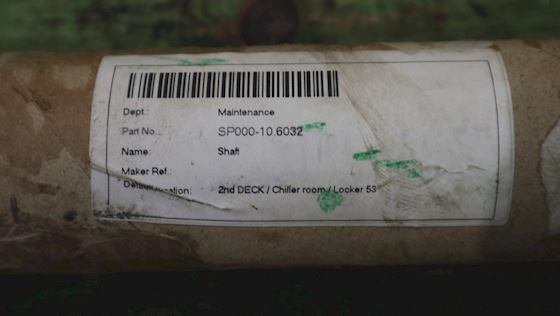 Dept.: Maintenance
Part No.: SP000-10.6032
Name: Shaft
Maker Ref.:
2nd DECK / Chiller room / Locker 53